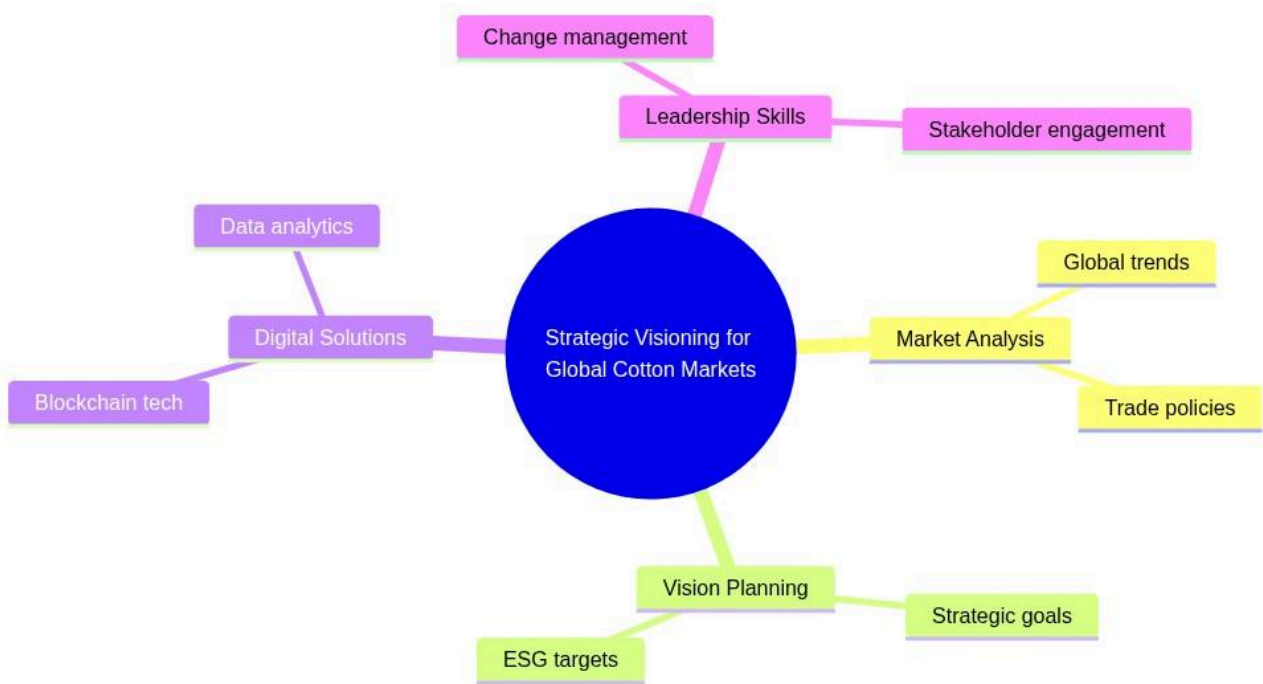 Change management
Leadership Skills
Stakeholder engagement
Data analytics
Global trends
Digital Solutions
Strategic Visioning for
Global Cotton Markets
Market Analysis
Blockchain tech
Trade policies
Vision Planning
Strategic goals
ESG targets